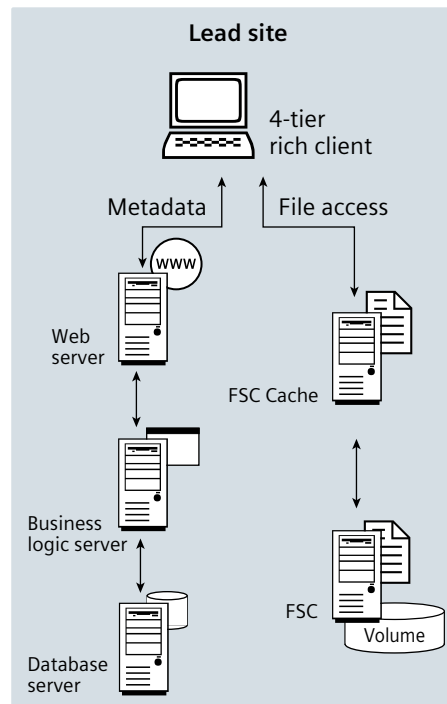 Lead site
4-tier
rich client
Metadata
File access
www
Web
server
FSC Cache
Business
logic server
FSC
Volume
Database
server